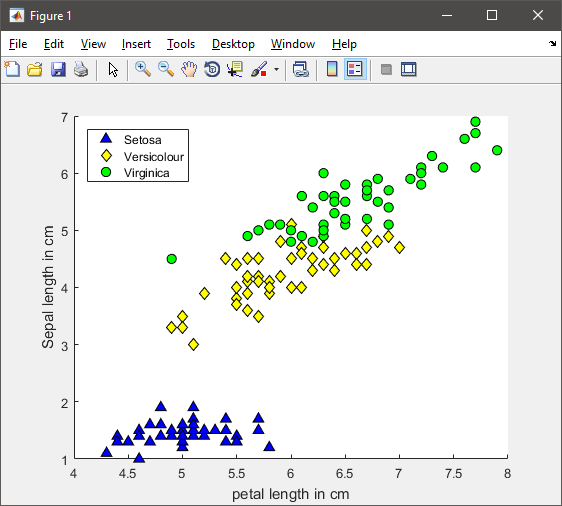 Figure 1
File Edit View Insert Tools Desktop Window Help
7
6
5
4
3
2
1
Sepal length in cm
Setosa
Versicolour
Virginica
4 4.5 5 5.5 6 6.5 7 7.5 8
petal length in cm